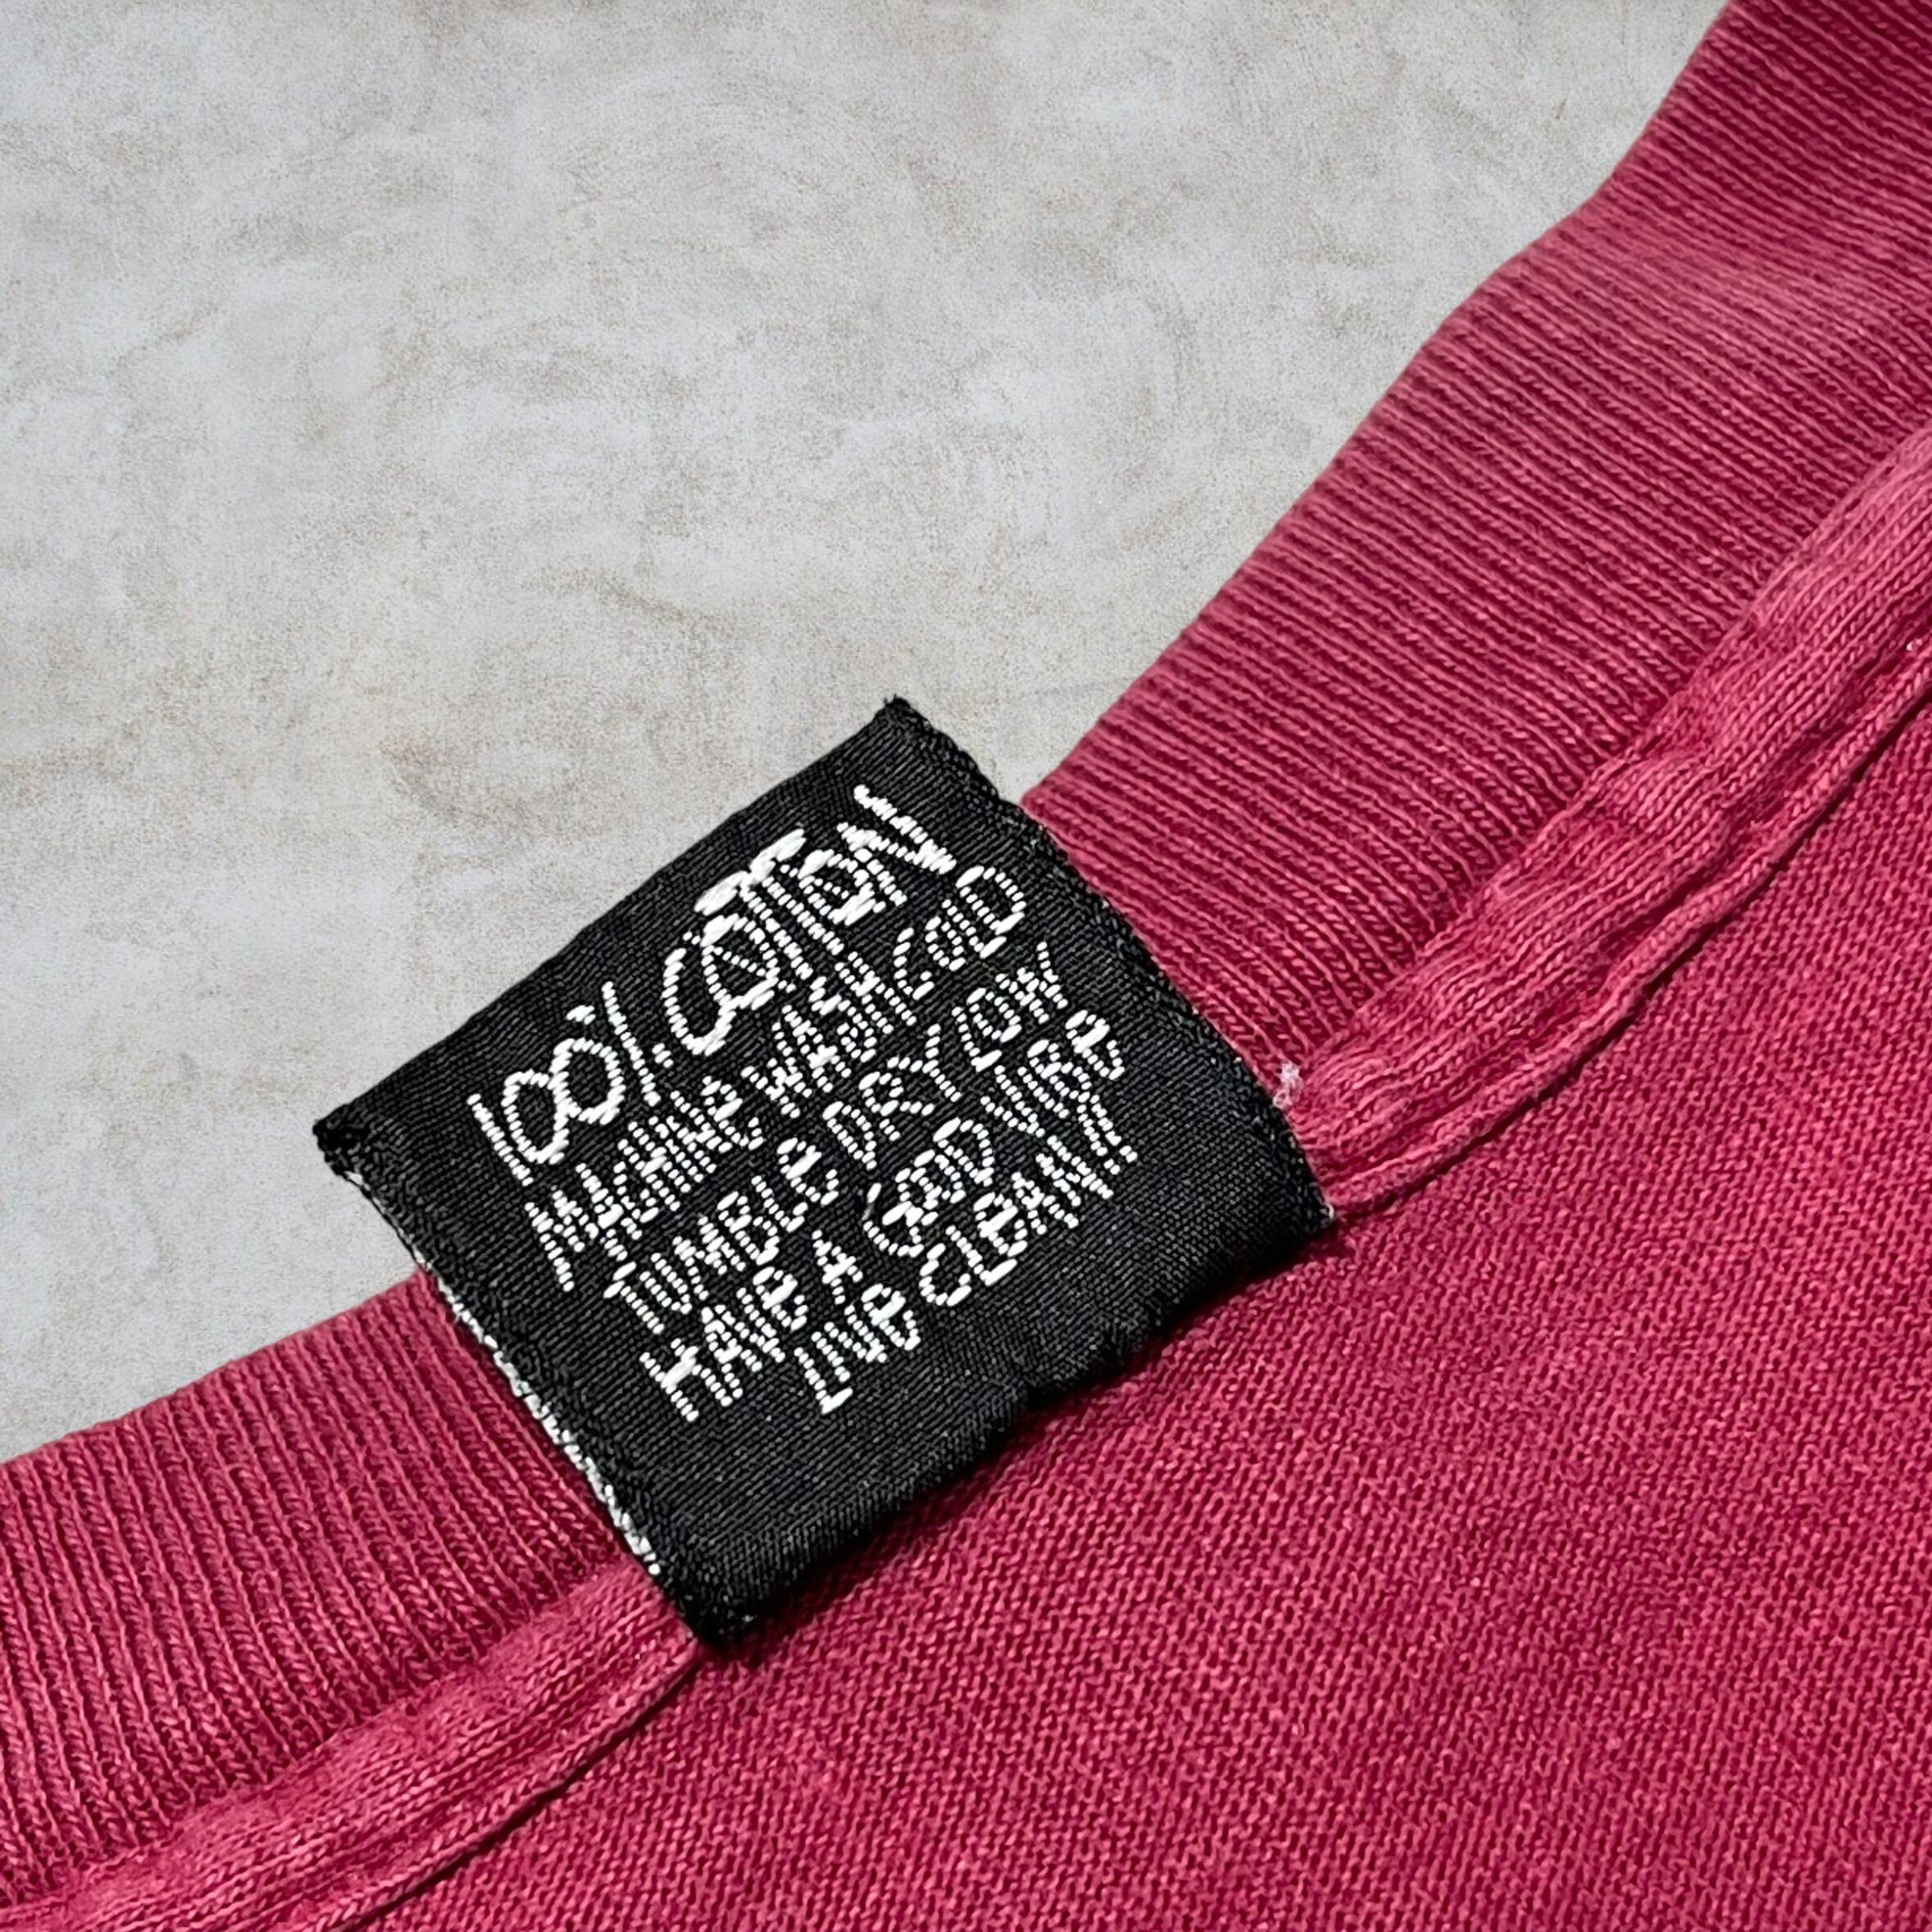 100% COTTON
MACHINE WASH COLD
TUMBLE DRY LOW
HAVE A GOOD VIBE
LIVE CLEAN!!